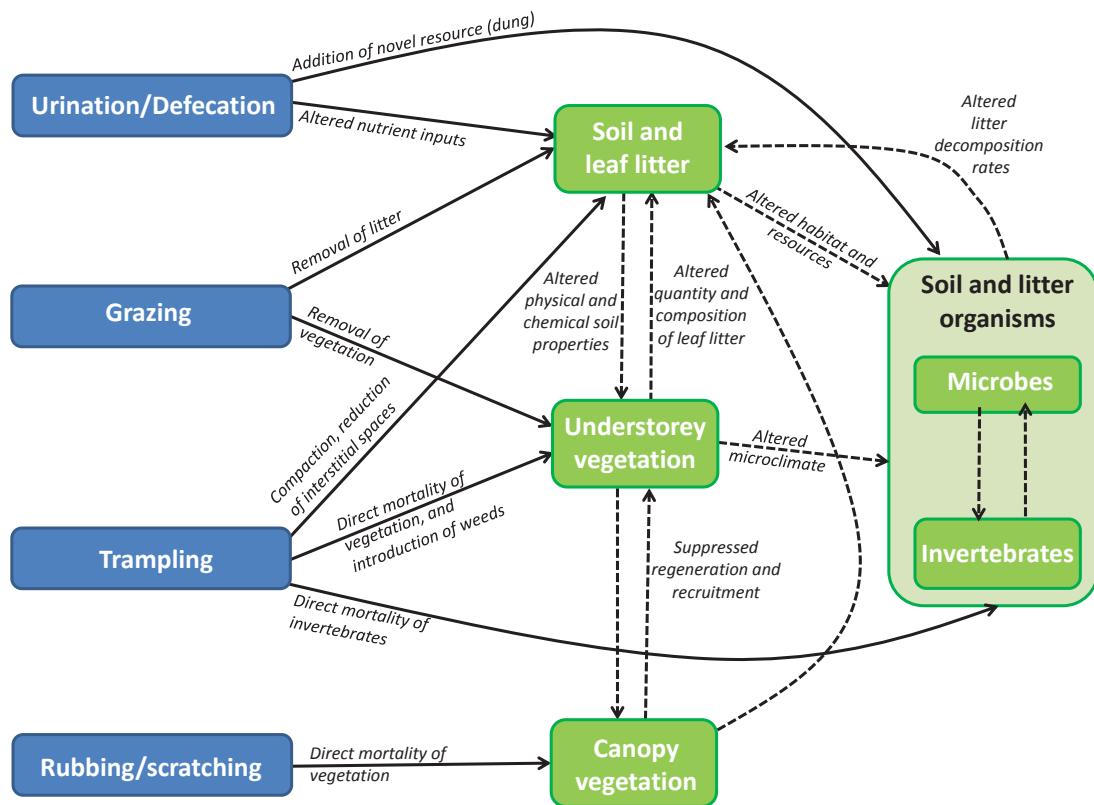 Addition of novel resource (dung)
Urination/Defecation
Altered nutrient inputs
Soil and
leaf litter
Altered
litter
decomposition
rates
Removal of litter
Altered habitat and
resources
Grazing
Removal of
vegetation
Altered
physical and
chemical soil
properties
Altered
quantity and
composition
of leaf litter
Soil and litter
organisms
Microbes
Invertebrates
Compaction, reduction
of interstitial spaces
Understorey
vegetation
Altered
microclimate
Trampling
Direct mortality of
vegetation, and
introduction of weeds
Suppressed
regeneration and
recruitment
Direct mortality of
invertebrates
Rubbing/scratching
Direct mortality of
vegetation
Canopy
vegetation